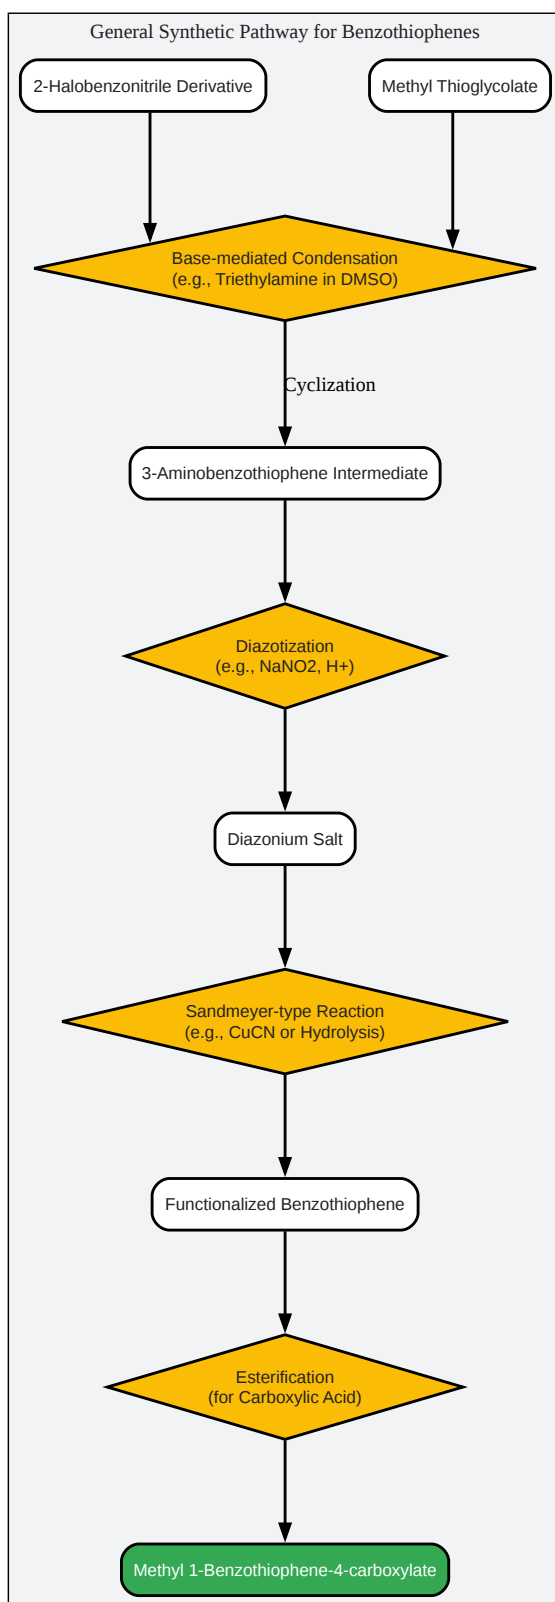 General Synthetic Pathway for Benzothiophenes
2-Halobenzonitrile Derivative
Methyl Thioglycolate
Base-mediated Condensation
(e.g., Triethylamine in DMSO)
Cyclization
3-Aminobenzothiophene Intermediate
Diazotization
(e.g., NaNO2, H+)
Diazonium Salt
Sandmeyer-type Reaction
(e.g., CuCN or Hydrolysis)
Functionalized Benzothiophene
Esterification
(for Carboxylic Acid)
Methyl 1-Benzothiophene-4-carboxylate